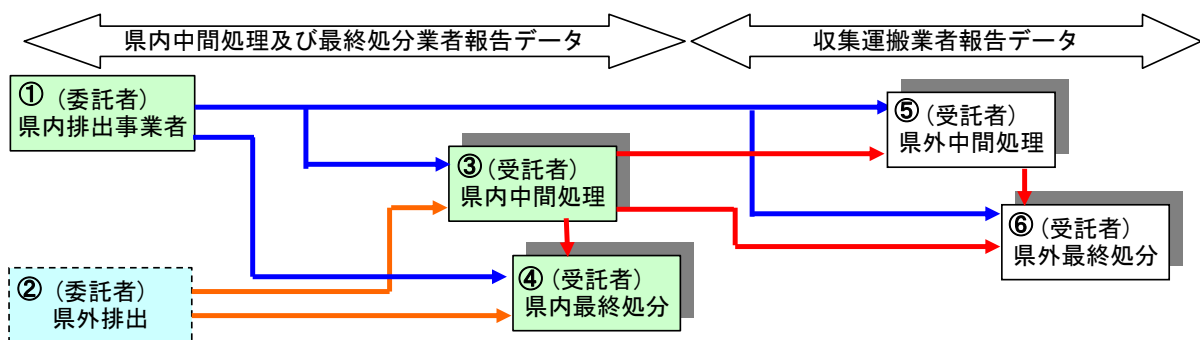 県内中間処理及び最終処分業者報告データ
収集運搬業者報告データ
① (委託者)
県内排出事業者
⑤ (受託者)
県外中間処理
③ (受託者)
県内中間処理
⑥ (受託者)
県外最終処分
④ (受託者)
県内最終処分
② (委託者)
県外排出